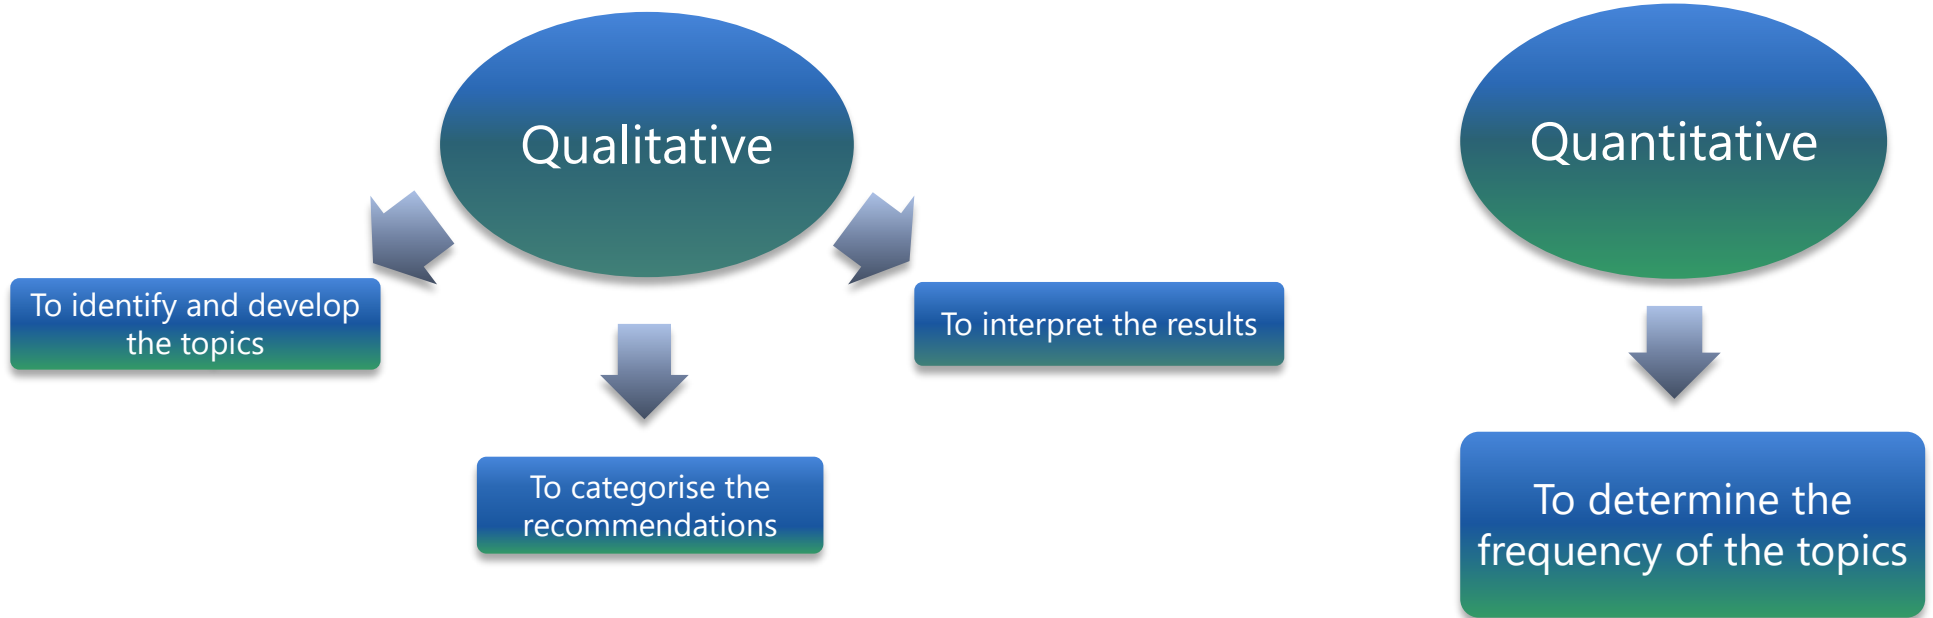 Qualitative
To identify and develop
the topics
To categorise the
recommendations
To interpret the results
Quantitative
To determine the
frequency of the topics